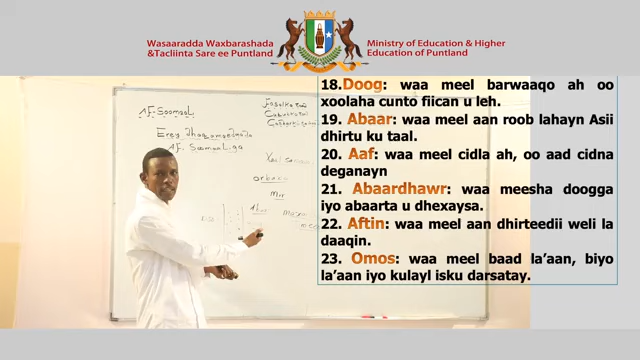 Wasaaradda Waxbarashada
&Tacliinta Sare ee Puntland
Ministry of Education & Higher
Education Puntland
18.Doog: waa meel barwaaqo ah oo
xoolaha cunto fiican u leh.
19. Abaar: waa meel aan roob lahayn Asii
dhirtu ku taal.
20. Aaf: waa meel cidla ah, oo aad cidna
deganayn
21. Abaardhawr: waa meesha doogga
iyo abaarta u dhexaysa.
22. Aftin: waa meel aan dhirteedii weli la
daaqin.
23. Omos: waa meel baad la'aan, biyo
la'aan iyo kulayl isku darsatay.
AF-Soomaali
Erey dhaq
AF. Soomaaliga